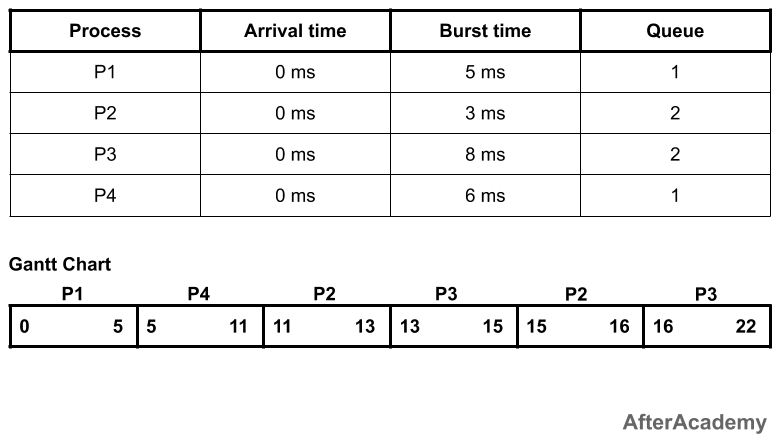 Process Arrival time Burst time Queue
P1 0 ms 5 ms 1
P2 0 ms 3 ms 2
P3 0 ms 8 ms 2
P4 0 ms 6 ms 1
Gantt Chart
P1 P4 P2 P3 P2 P3
0 5 5 11 11 13 13 15 15 16 16 22
AfterAcademy